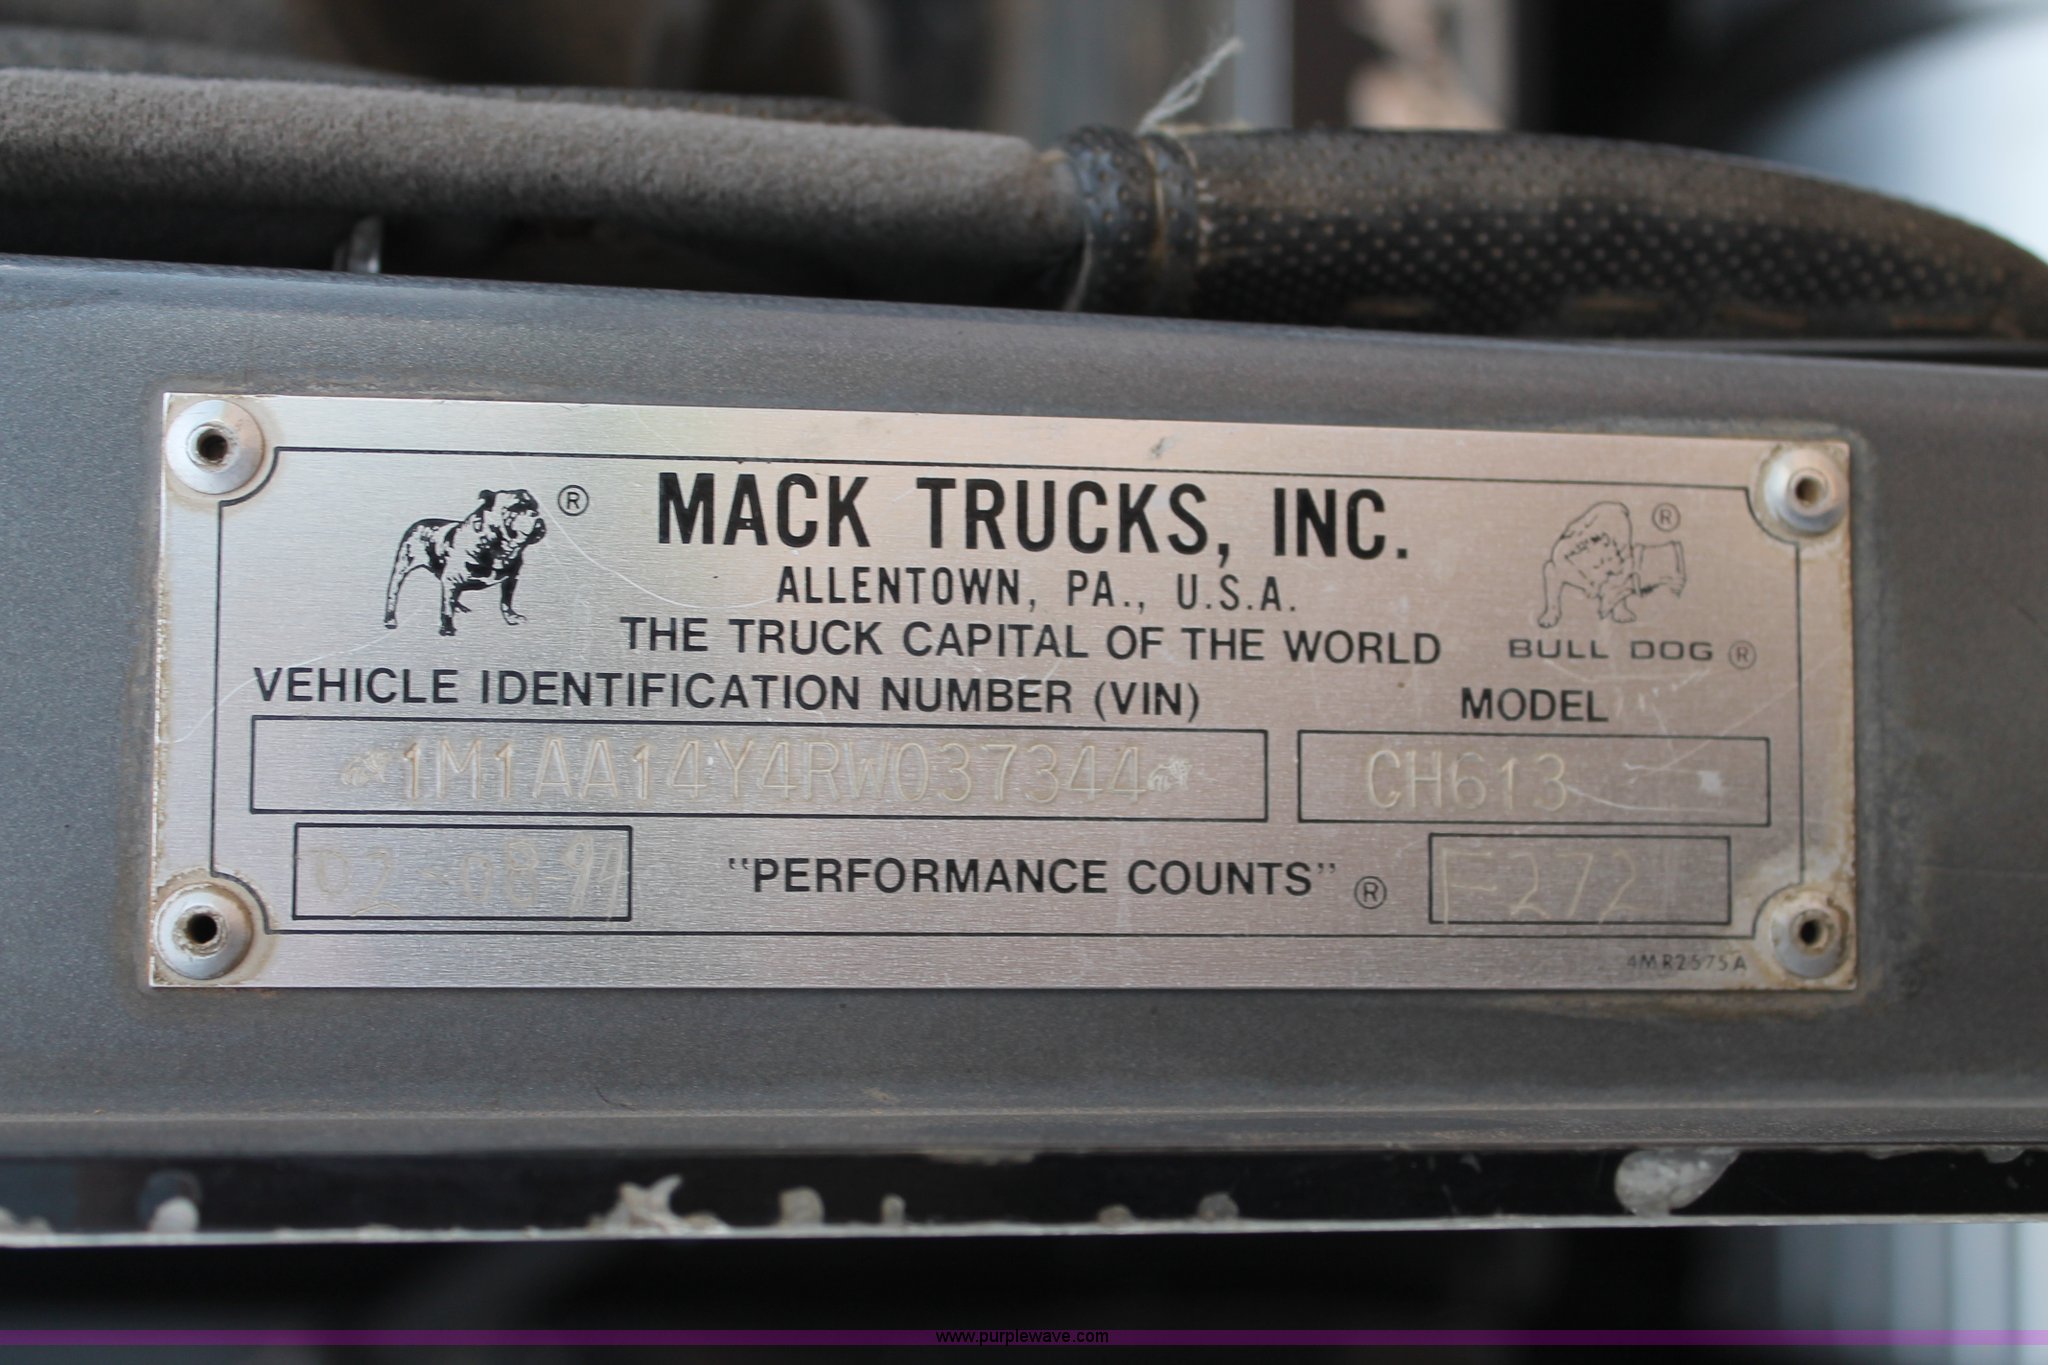 ® MACK TRUCKS, INC. ®
ALLENTOWN, PA., U.S.A.
THE TRUCK CAPITAL OF THE WORLD
BULL DOG ®
VEHICLE IDENTIFICATION NUMBER (VIN) MODEL
1M1AA14Y4RW037344 CH613
02-08 94 "PERFORMANCE COUNTS" ® F272
4MR2575A
www.purplewave.com